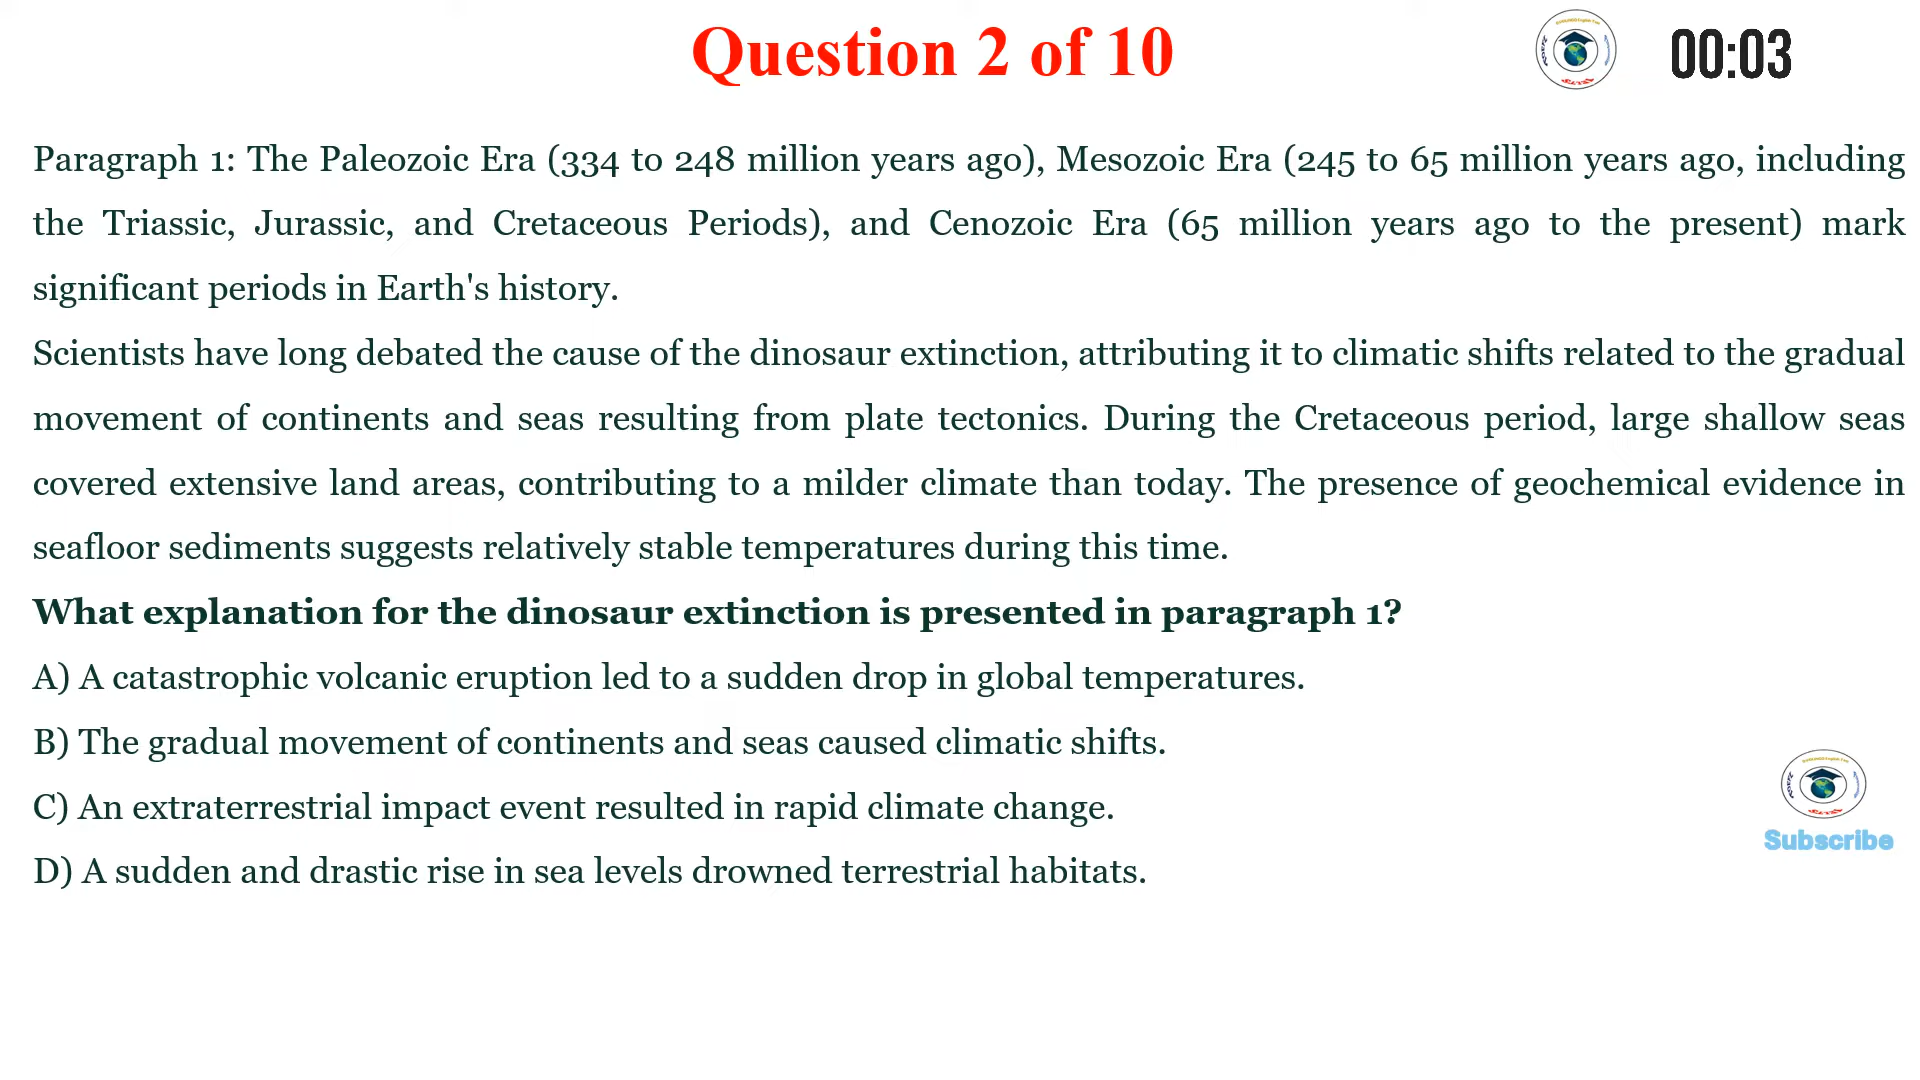 Question 2 of 10
00:03
Paragraph 1: The Paleozoic Era (334 to 248 million years ago), Mesozoic Era (245 to 65 million years ago, including
the Triassic, Jurassic, and Cretaceous Periods), and Cenozoic Era (65 million years ago to the present) mark
significant periods in Earth's history.
Scientists have long debated the cause of the dinosaur extinction, attributing it to climatic shifts related to the gradual
movement of continents and seas resulting from plate tectonics. During the Cretaceous period, large shallow seas
covered extensive land areas, contributing to a milder climate than today. The presence of geochemical evidence in
seafloor sediments suggests relatively stable temperatures during this time.
What explanation for the dinosaur extinction is presented in paragraph 1?
A) A catastrophic volcanic eruption led to a sudden drop in global temperatures.
B) The gradual movement of continents and seas caused climatic shifts.
C) An extraterrestrial impact event resulted in rapid climate change.
D) A sudden and drastic rise in sea levels drowned terrestrial habitats.
Subscribe